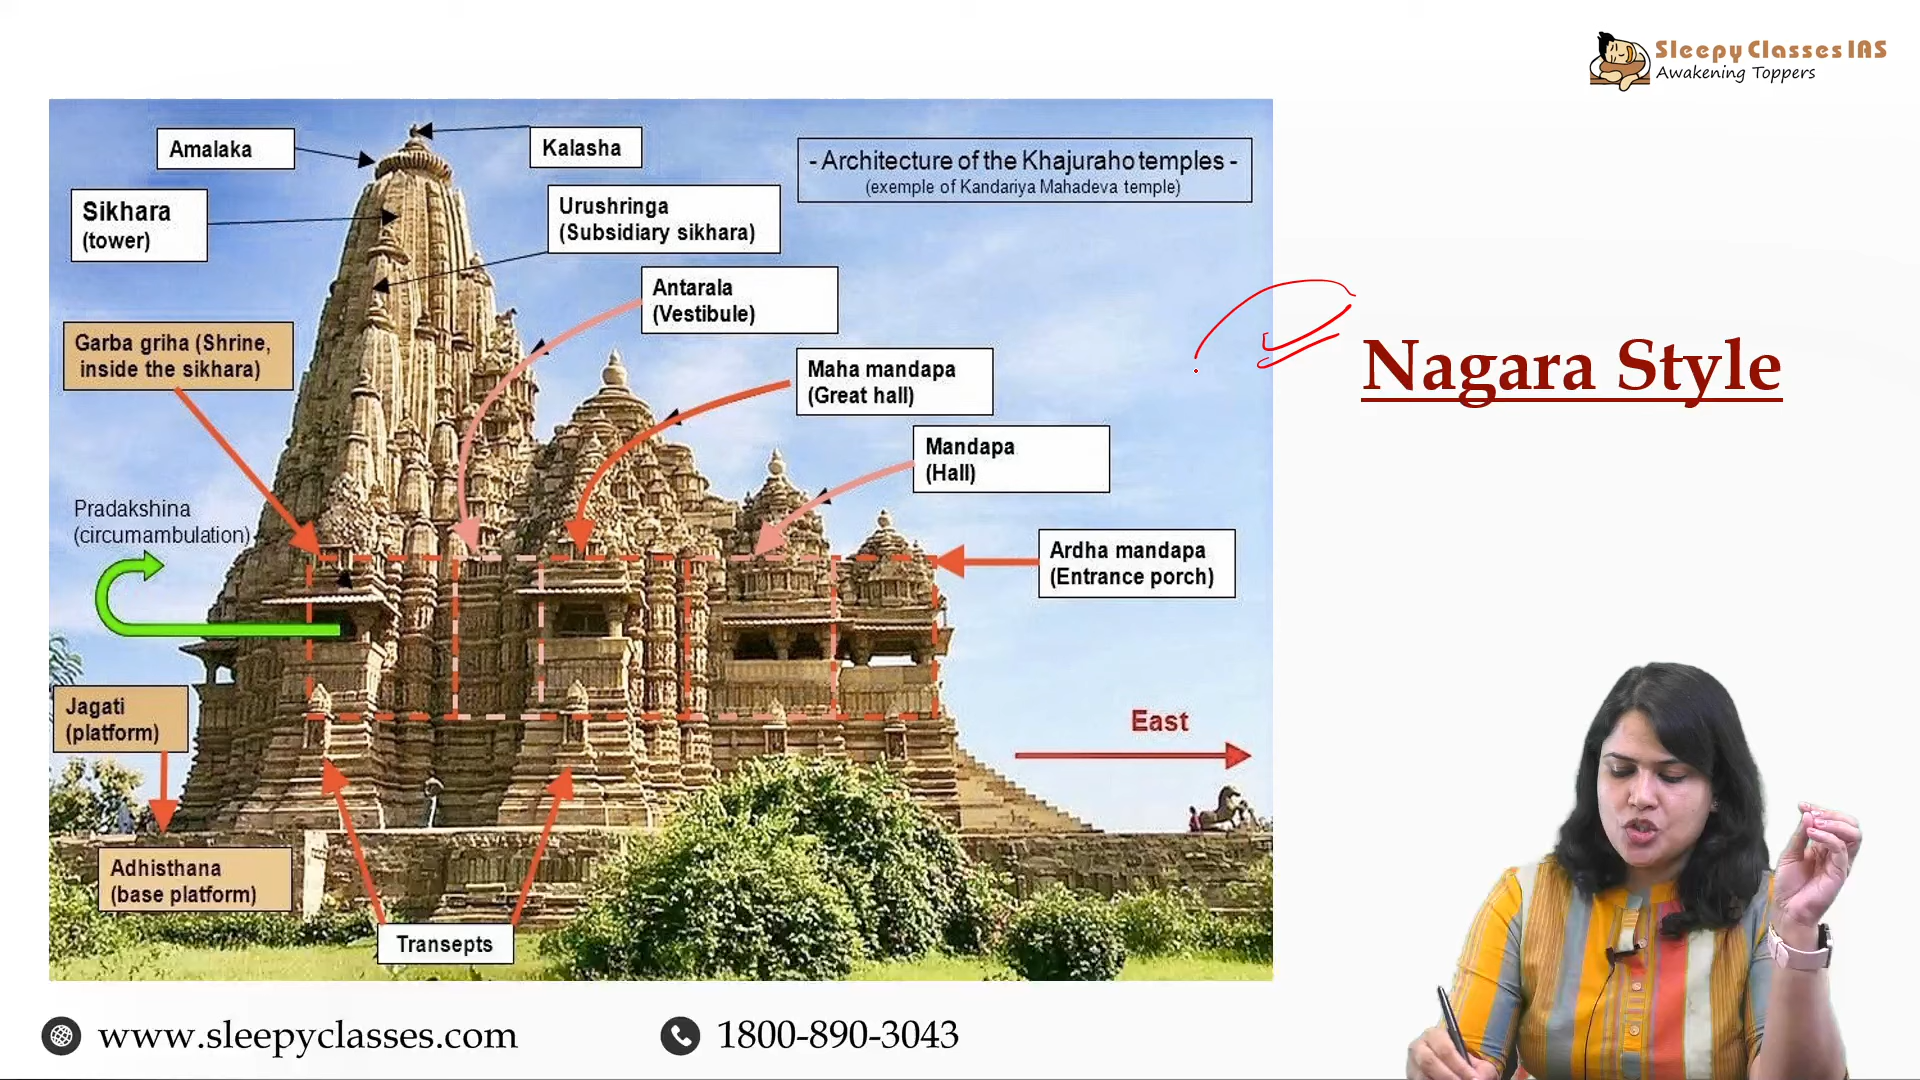 Sleepy Classes IAS
Awakening Toppers
Amalaka
Kalasha
- Architecture of the Khajuraho temples -
(exemple of Kandariya Mahadeva temple)
Sikhara
(tower)
Urushringa
(Subsidiary sikhara)
Antarala
(Vestibule)
Garba griha (Shrine,
inside the sikhara)
Maha mandapa
(Great hall)
Nagara Style
Mandapa
(Hall)
Pradakshina
(circumambulation)
Ardha mandapa
(Entrance porch)
Jagati
(platform)
East
Adhisthana
(base platform)
Transepts
www.sleepyclasses.com
1800-890-3043